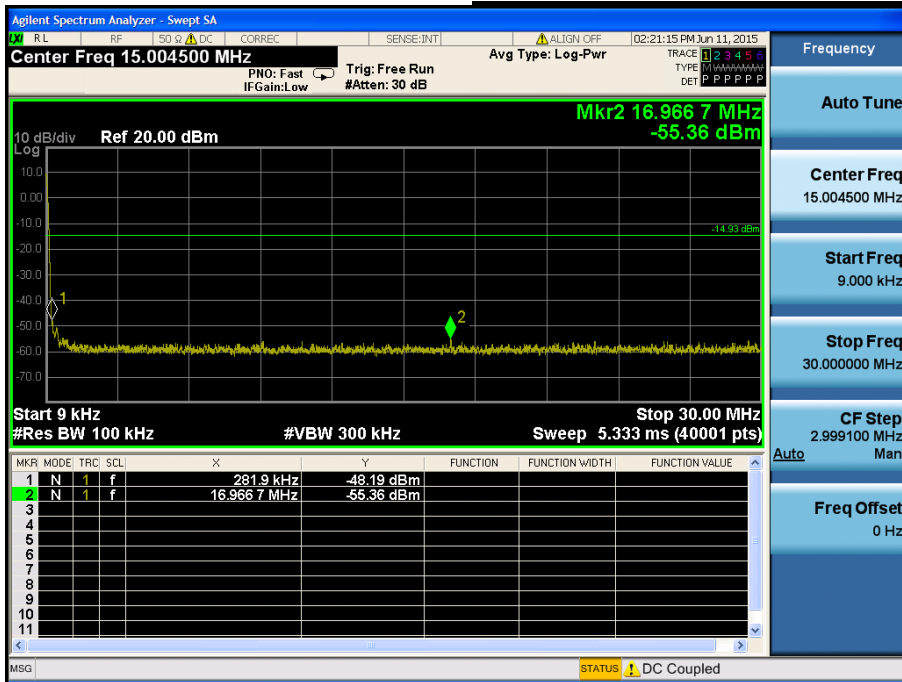 Agilent Spectrum Analyzer - Swept SA
LXI RL RF 50 Ω DC CORREC SENSE:INT ALIGN OFF 02:21:15 PM Jun 11, 2015
Center Freq 15.004500 MHz
PNO: Fast
IFGain:Low
Trig: Free Run
#Atten: 30 dB
Avg Type: Log-Pwr
TRACE 1 2 3 4 5 6
TYPE M WWWWW
DET P P P P P P
Mkr2 16.966 7 MHz
-55.36 dBm
10 dB/div Ref 20.00 dBm
Log
10.0
0.00
-10.0
-14.93 dBm
-20.0
-30.0
-40.0
1
-50.0
2
-60.0
-70.0
Start 9 kHz Stop 30.00 MHz
#Res BW 100 kHz #VBW 300 kHz Sweep 5.333 ms (40001 pts)
MKR MODE TRC SCL X Y FUNCTION FUNCTION WIDTH FUNCTION VALUE
1 N 1 f 281.9 kHz -48.19 dBm
2 N 1 f 16.966 7 MHz -55.36 dBm
3
4
5
6
7
8
9
10
11
MSG STATUS DC Coupled
Frequency
Auto Tune
Center Freq
15.004500 MHz
Start Freq
9.000 kHz
Stop Freq
30.000000 MHz
CF Step
2.999100 MHz
Auto Man
Freq Offset
0 Hz